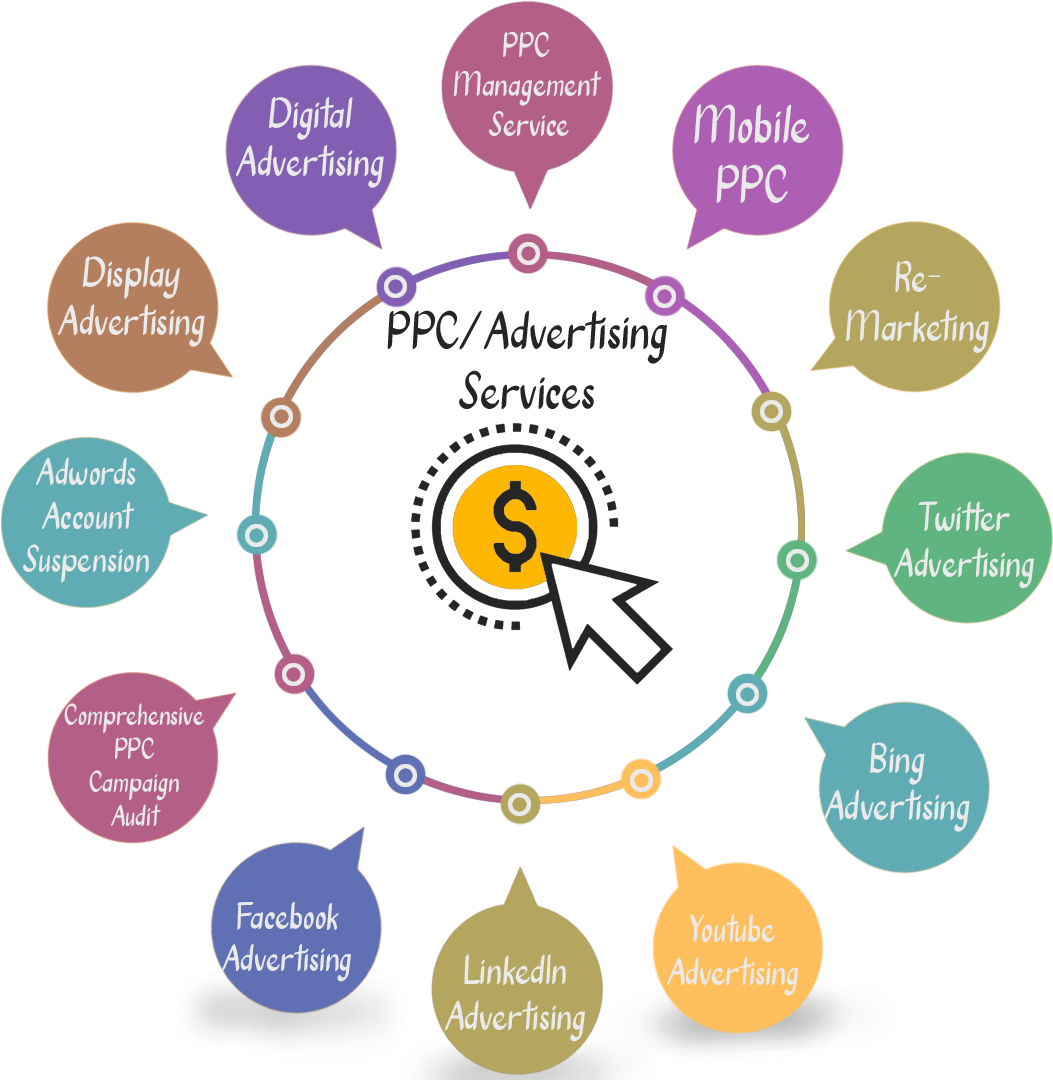 PPC
Management
Service
Digital
Advertising
Mobile
PPC
Display
Advertising
Re-
Marketing
PPC/Advertising
Services
$
Adwords
Account
Suspension
Twitter
Advertising
Comprehensive
PPC
Campaign
Audit
Bing
Advertising
Facebook
Advertising
LinkedIn
Advertising
Youtube
Advertising